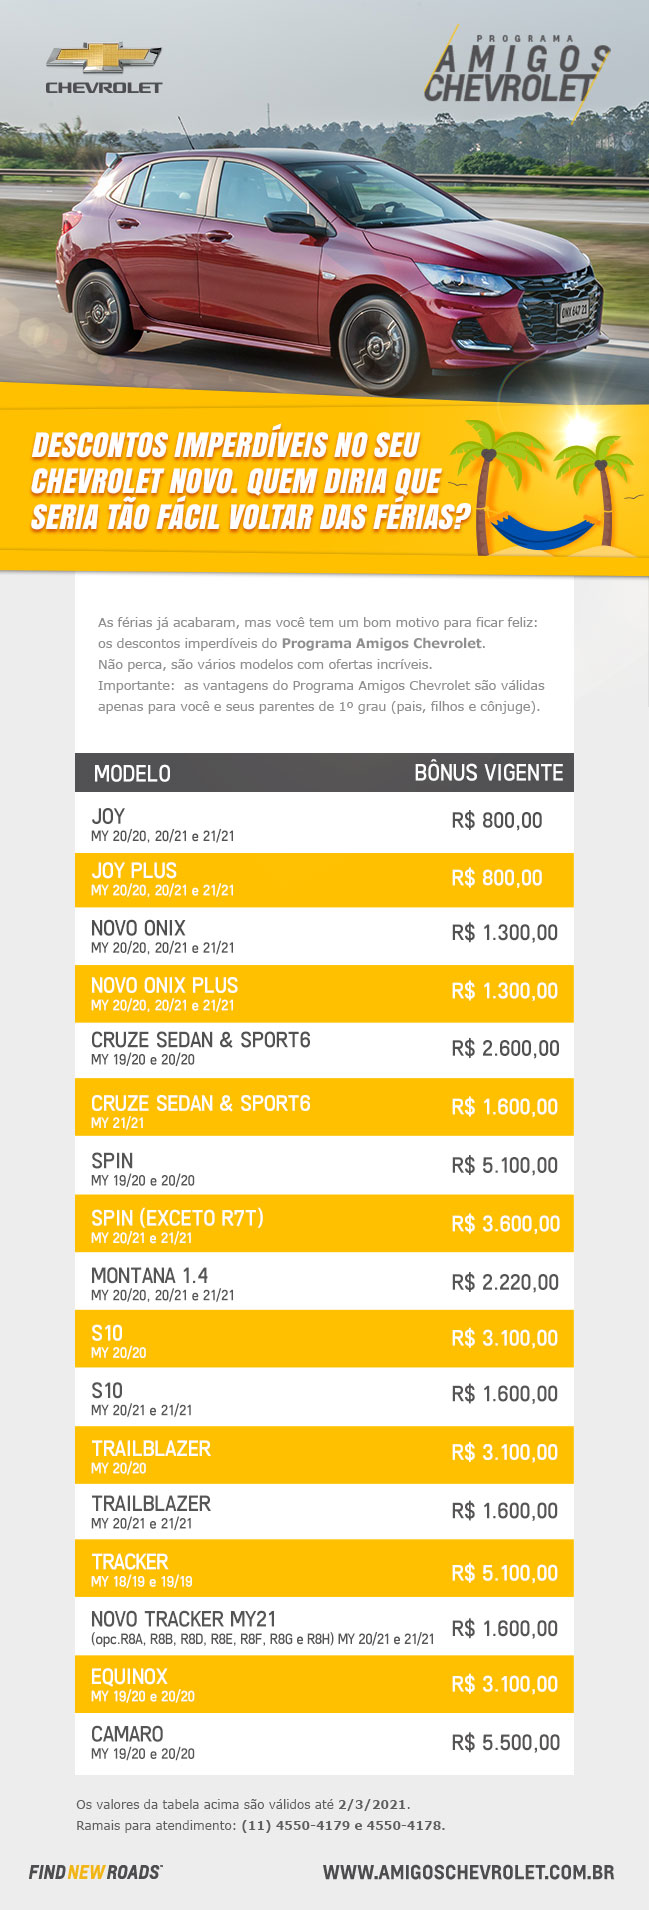 CHEVROLET
PROGRAMA
AMIGOS
CHEVROLET
ONX 647 21
DESCONTOS IMPERDÍVEIS NO SEU
CHEVROLET NOVO. QUEM DIRIA QUE
SERIA TÃO FÁCIL VOLTAR DAS FÉRIAS?
As férias já acabaram, mas você tem um bom motivo para ficar feliz:
os descontos imperdíveis do Programa Amigos Chevrolet.
Não perca, são vários modelos com ofertas incríveis.
Importante: as vantagens do Programa Amigos Chevrolet são válidas
apenas para você e seus parentes de 1º grau (pais, filhos e cônjuge).
MODELO BÔNUS VIGENTE
JOY R$ 800,00
MY 20/20, 20/21 e 21/21
JOY PLUS R$ 800,00
MY 20/20, 20/21 e 21/21
NOVO ONIX R$ 1.300,00
MY 20/20, 20/21 e 21/21
NOVO ONIX PLUS R$ 1.300,00
MY 20/20, 20/21 e 21/21
CRUZE SEDAN & SPORT6 R$ 2.600,00
MY 19/20 e 20/20
CRUZE SEDAN & SPORT6 R$ 1.600,00
MY 21/21
SPIN R$ 5.100,00
MY 19/20 e 20/20
SPIN (EXCETO R7T) R$ 3.600,00
MY 20/21 e 21/21
MONTANA 1.4 R$ 2.220,00
MY 20/20, 20/21 e 21/21
S10 R$ 3.100,00
MY 20/20
S10 R$ 1.600,00
MY 20/21 e 21/21
TRAILBLAZER R$ 3.100,00
MY 20/20
TRAILBLAZER R$ 1.600,00
MY 20/21 e 21/21
TRACKER R$ 5.100,00
MY 18/19 e 19/19
NOVO TRACKER MY21 R$ 1.600,00
(opc.R8A, R8B, R8D, R8E, R8F, R8G e R8H) MY 20/21 e 21/21
EQUINOX R$ 3.100,00
MY 19/20 e 20/20
CAMARO R$ 5.500,00
MY 19/20 e 20/20
Os valores da tabela acima são válidos até 2/3/2021.
Ramais para atendimento: (11) 4550-4179 e 4550-4178.
FIND NEW ROADS™ WWW.AMIGOSCHEVROLET.COM.BR